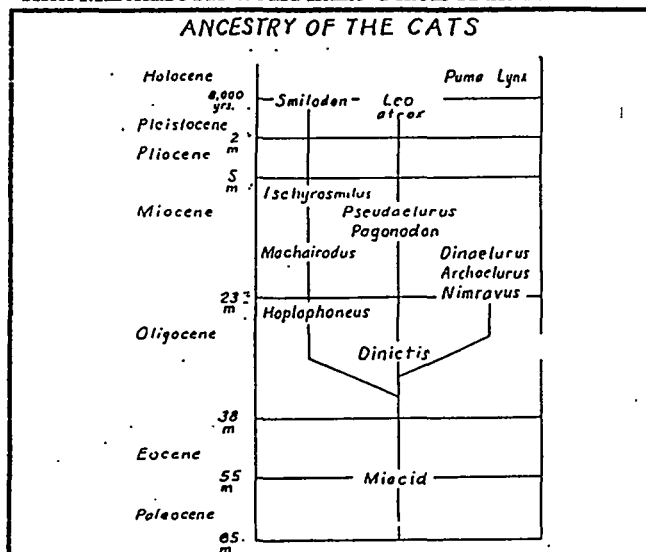 ANCESTRY OF THE CATS
Holocene Puma Lynx
8,000 Smilodon Leo
yrs. atrox
Pleistocene
2
m
Pliocene
5
m
Ischyrosmilus
Miocene Pseudaelurus
Pogonodon
Machairodus Dinaelurus
Archaelurus
23 Nimravus
m
Hoplophoneus
Oligocene
Dinictis
38
m
Eocene
55 Miacid
m
Paleocene
65
m